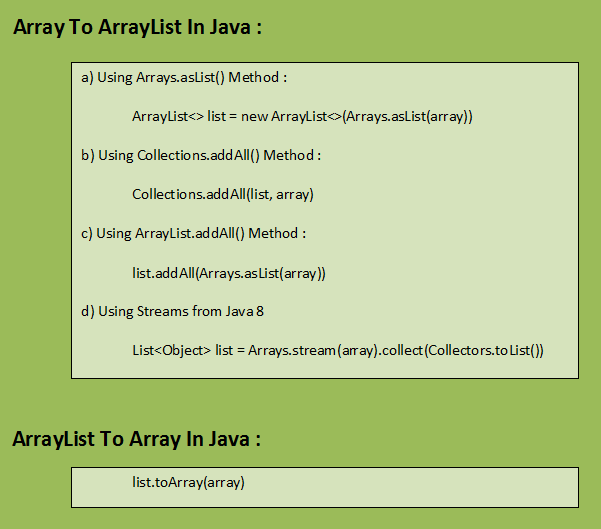 Array To ArrayList In Java :
a) Using Arrays.asList() Method :
ArrayList<> list = new ArrayList<>(Arrays.asList(array))
b) Using Collections.addAll() Method :
Collections.addAll(list, array)
c) Using ArrayList.addAll() Method :
list.addAll(Arrays.asList(array))
d) Using Streams from Java 8
List<Object> list = Arrays.stream(array).collect(Collectors.toList())
ArrayList To Array In Java :
list.toArray(array)